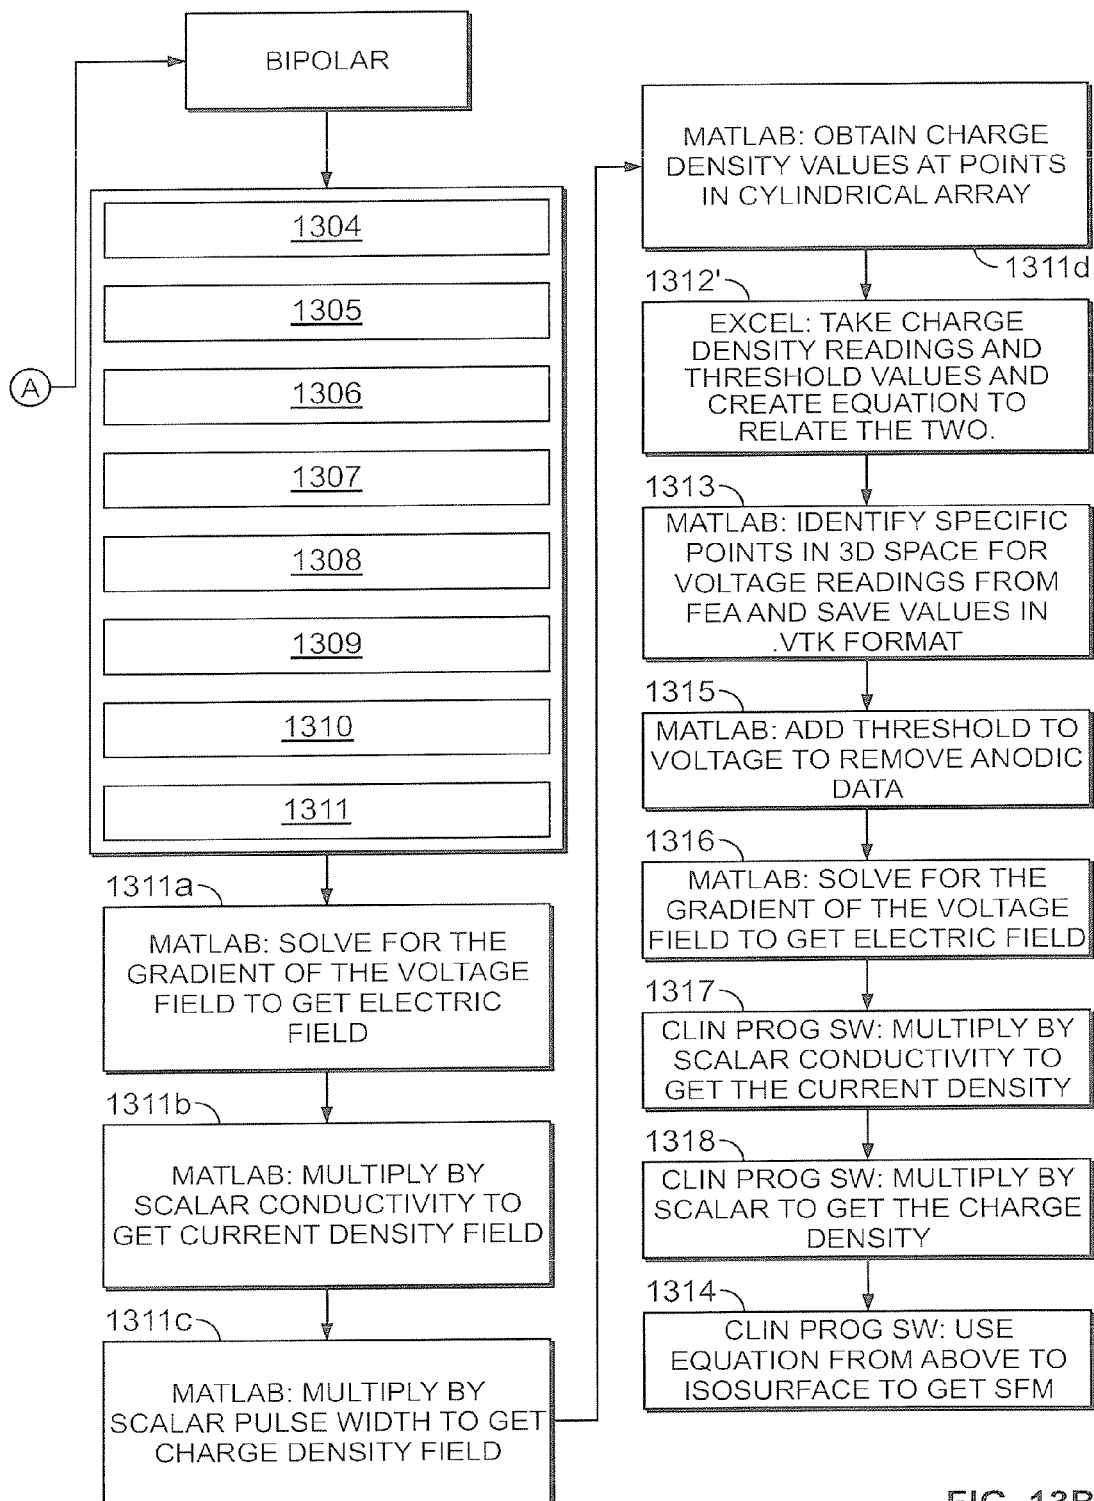 BIPOLAR
A
1304
1305
1306
1307
1308
1309
1310
1311
1311a
MATLAB: SOLVE FOR THE
GRADIENT OF THE VOLTAGE
FIELD TO GET ELECTRIC
FIELD
1311b
MATLAB: MULTIPLY BY
SCALAR CONDUCTIVITY TO
GET CURRENT DENSITY FIELD
1311c
MATLAB: MULTIPLY BY
SCALAR PULSE WIDTH TO GET
CHARGE DENSITY FIELD
MATLAB: OBTAIN CHARGE
DENSITY VALUES AT POINTS
IN CYLINDRICAL ARRAY
1311d
1312'
EXCEL: TAKE CHARGE
DENSITY READINGS AND
THRESHOLD VALUES AND
CREATE EQUATION TO
RELATE THE TWO.
1313
MATLAB: IDENTIFY SPECIFIC
POINTS IN 3D SPACE FOR
VOLTAGE READINGS FROM
FEA AND SAVE VALUES IN
.VTK FORMAT
1315
MATLAB: ADD THRESHOLD TO
VOLTAGE TO REMOVE ANODIC
DATA
1316
MATLAB: SOLVE FOR THE
GRADIENT OF THE VOLTAGE
FIELD TO GET ELECTRIC FIELD
1317
CLIN PROG SW: MULTIPLY BY
SCALAR CONDUCTIVITY TO
GET THE CURRENT DENSITY
1318
CLIN PROG SW: MULTIPLY BY
SCALAR TO GET THE CHARGE
DENSITY
1314
CLIN PROG SW: USE
EQUATION FROM ABOVE TO
ISOSURFACE TO GET SFM
FIG. 13B